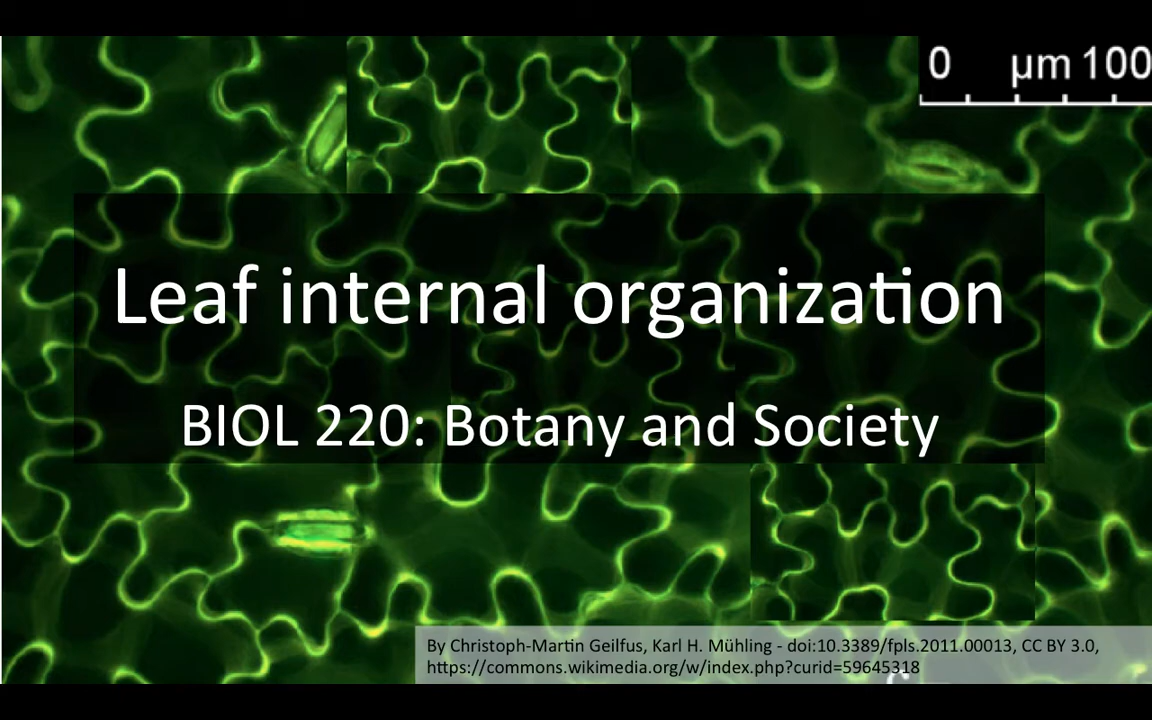 0 µm 100
Leaf internal organization
BIOL 220: Botany and Society
By Christoph-Martin Geilfus, Karl H. Mühling - doi:10.3389/fpls.2011.00013, CC BY 3.0,
https://commons.wikimedia.org/w/index.php?curid=59645318